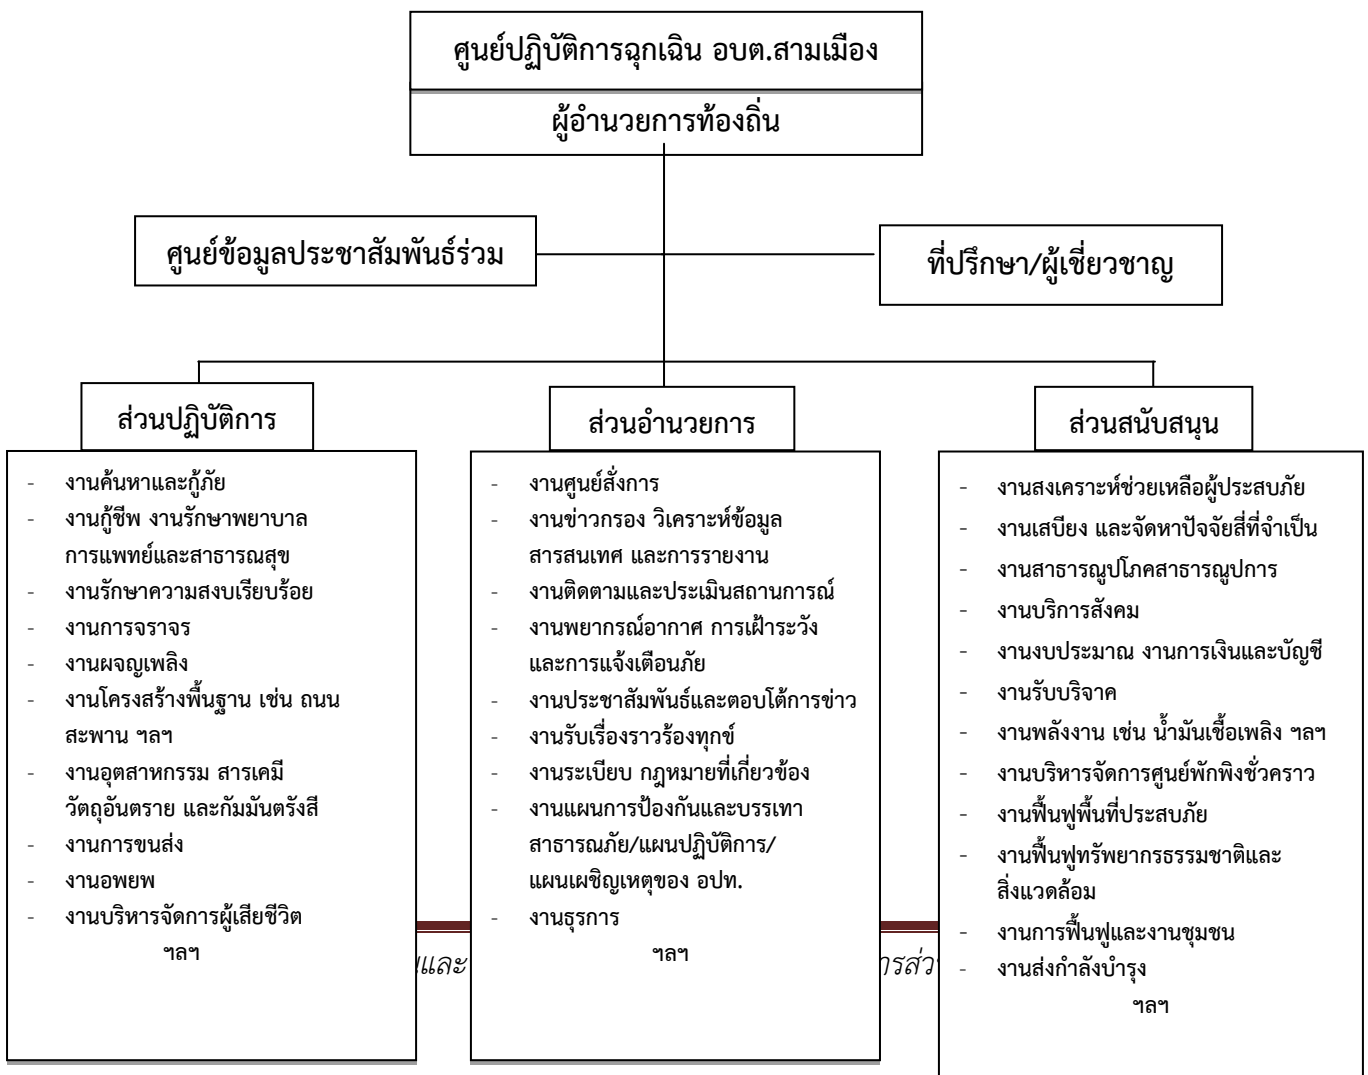 ศูนย์ปฏิบัติการฉุกเฉิน อบต.สามเมือง
ผู้อำนวยการท้องถิ่น
ศูนย์ข้อมูลประชาสัมพันธ์ร่วม
ที่ปรึกษา/ผู้เชี่ยวชาญ
ส่วนปฏิบัติการ
- งานค้นหาและกู้ภัย
- งานกู้ชีพ งานรักษาพยาบาล
การแพทย์และสาธารณสุข
- งานรักษาความสงบเรียบร้อย
- งานการจราจร
- งานผจญเพลิง
- งานโครงสร้างพื้นฐาน เช่น ถนน
สะพาน ฯลฯ
- งานอุตสาหกรรม สารเคมี
วัตถุอันตราย และกัมมันตรังสี
- งานการขนส่ง
- งานอพยพ
- งานบริหารจัดการผู้เสียชีวิต
ฯลฯ
ส่วนอำนวยการ
- งานศูนย์สั่งการ
- งานข่าวกรอง วิเคราะห์ข้อมูล
สารสนเทศ และการรายงาน
- งานติดตามและประเมินสถานการณ์
- งานพยากรณ์อากาศ การเฝ้าระวัง
และการแจ้งเตือนภัย
- งานประชาสัมพันธ์และตอบโต้การข่าว
- งานรับเรื่องราวร้องทุกข์
- งานระเบียบ กฎหมายที่เกี่ยวข้อง
- งานแผนการป้องกันและบรรเทา
สาธารณภัย/แผนปฏิบัติการ/
แผนเผชิญเหตุของ อปท.
- งานธุรการ
ฯลฯ
ส่วนสนับสนุน
- งานสงเคราะห์ช่วยเหลือผู้ประสบภัย
- งานเสบียง และจัดหาปัจจัยสี่ที่จำเป็น
- งานสาธารณูปโภคสาธารณูปการ
- งานบริการสังคม
- งานงบประมาณ งานการเงินและบัญชี
- งานรับบริจาค
- งานพลังงาน เช่น น้ำมันเชื้อเพลิง ฯลฯ
- งานบริหารจัดการศูนย์พักพิงชั่วคราว
- งานฟื้นฟูพื้นที่ประสบภัย
- งานฟื้นฟูทรัพยากรธรรมชาติและ
สิ่งแวดล้อม
- งานการฟื้นฟูและงานชุมชน
- งานส่งกำลังบำรุง
ฯลฯ
และ